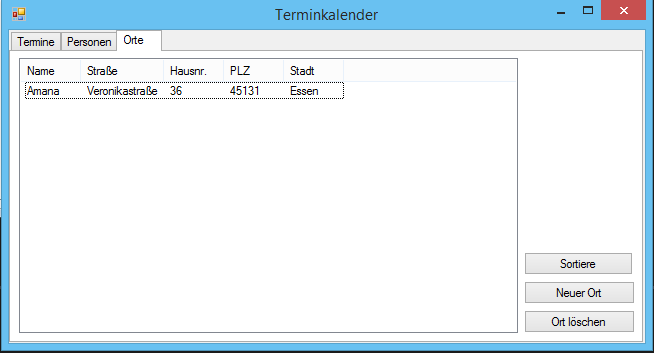 Terminkalender
Termine Personen Orte
Name Straße Hausnr. PLZ Stadt
Amana Veronikastraße 36 45131 Essen
Sortiere
Neuer Ort
Ort löschen